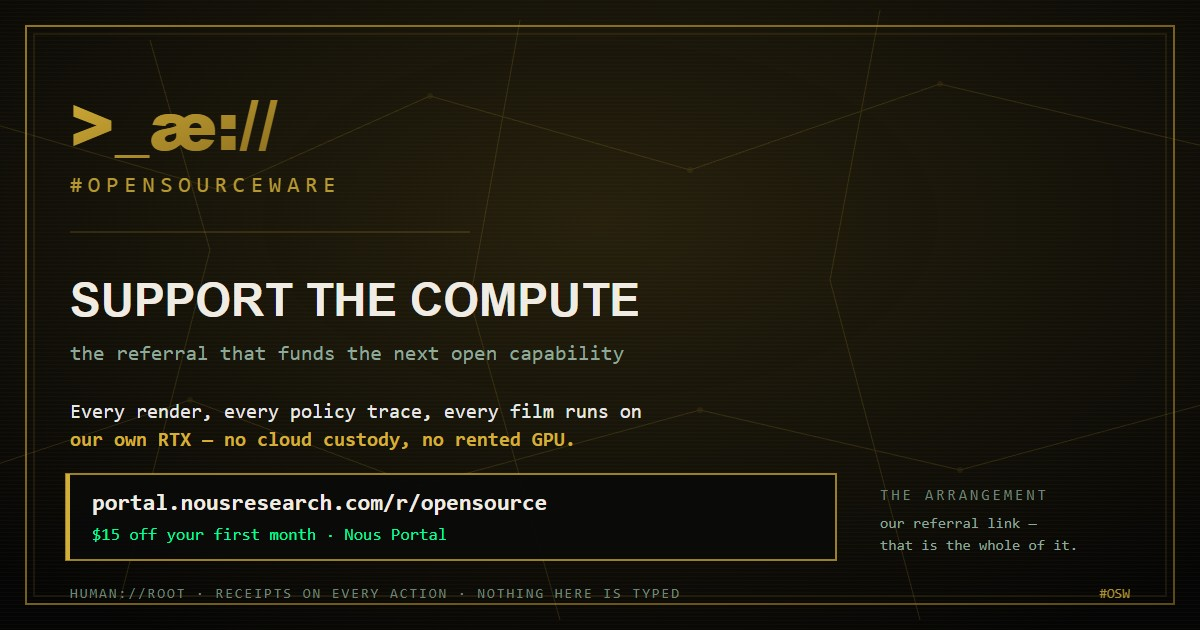 >_æ://
#OPENSOURCEWARE
SUPPORT THE COMPUTE
the referral that funds the next open capability
Every render, every policy trace, every film runs on
our own RTX — no cloud custody, no rented GPU.
portal.nousresearch.com/r/opensource
$15 off your first month · Nous Portal
THE ARRANGEMENT
our referral link —
that is the whole of it.
HUMAN://ROOT · RECEIPTS ON EVERY ACTION · NOTHING HERE IS TYPED
#OSW